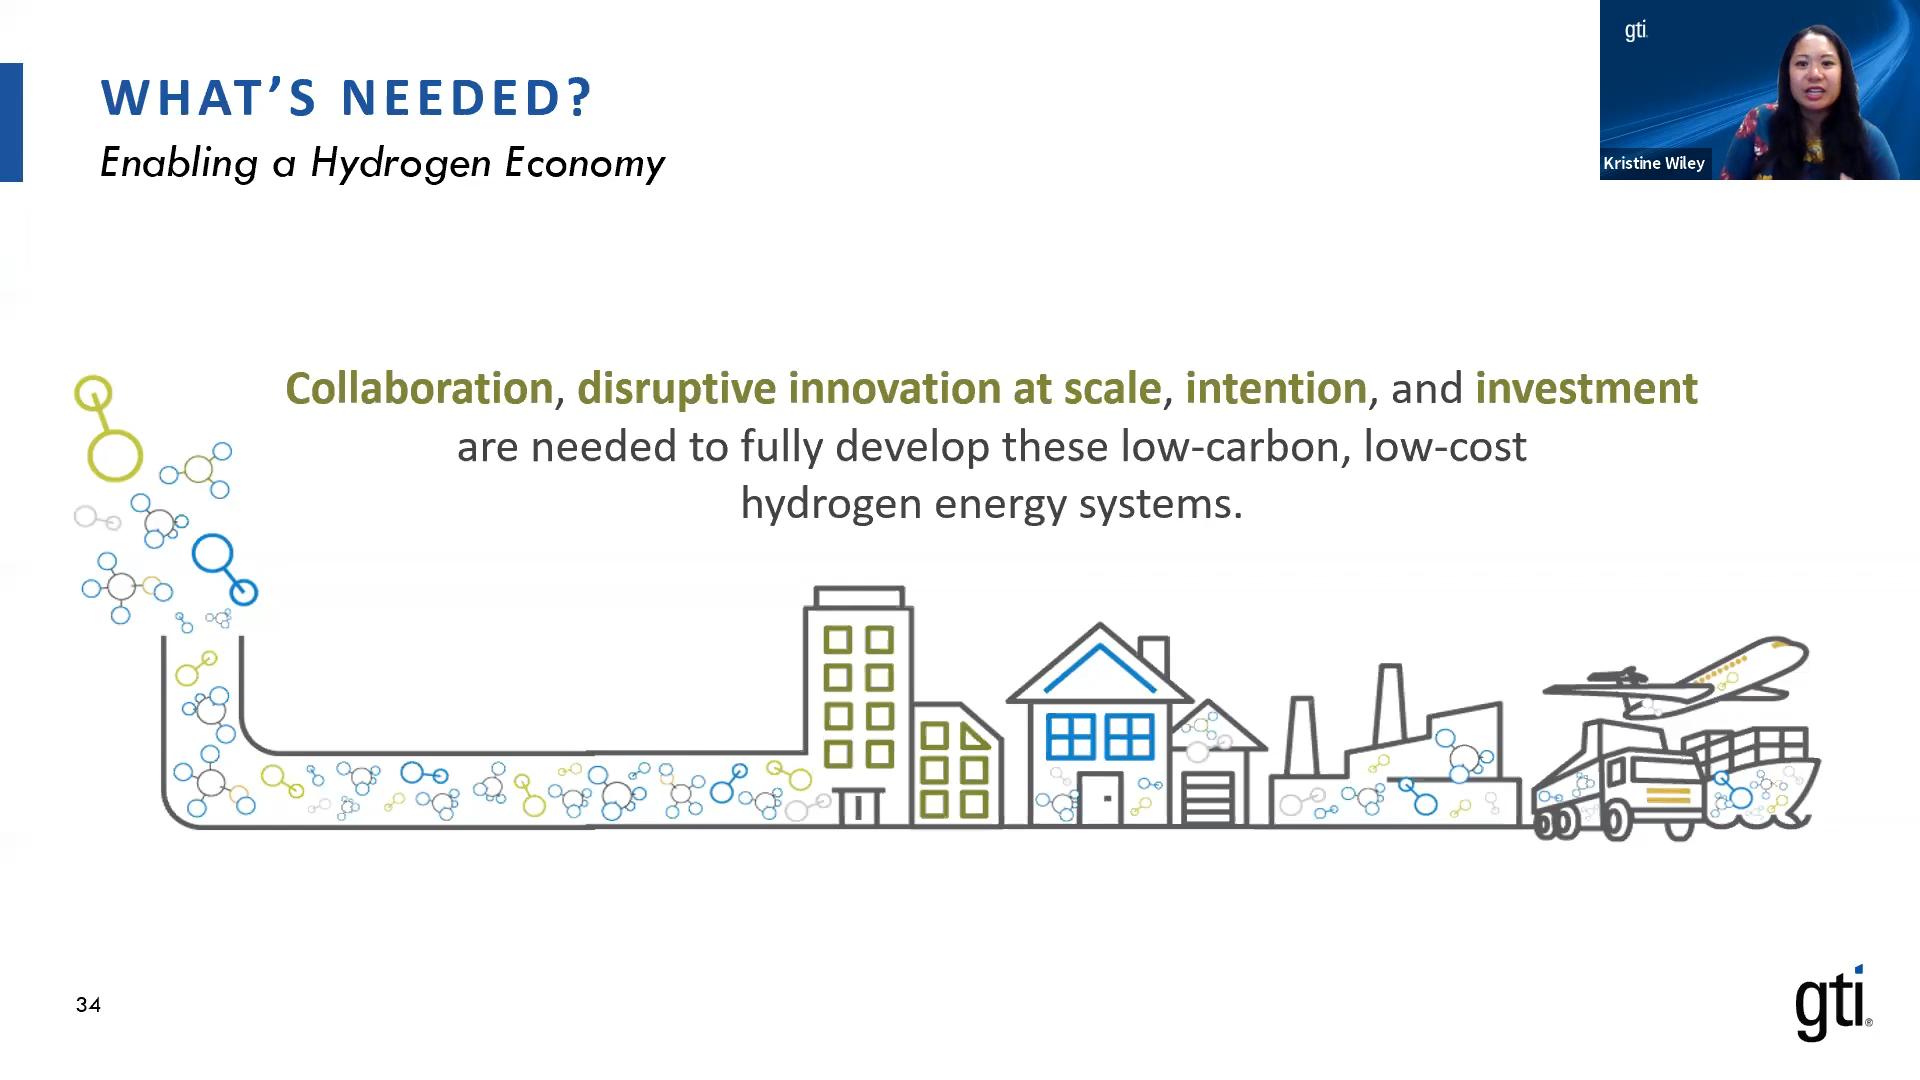 WHAT’S NEEDED?
Enabling a Hydrogen Economy
gti
Kristine Wiley
Collaboration, disruptive innovation at scale, intention, and investment
are needed to fully develop these low-carbon, low-cost
hydrogen energy systems.
34
gti®